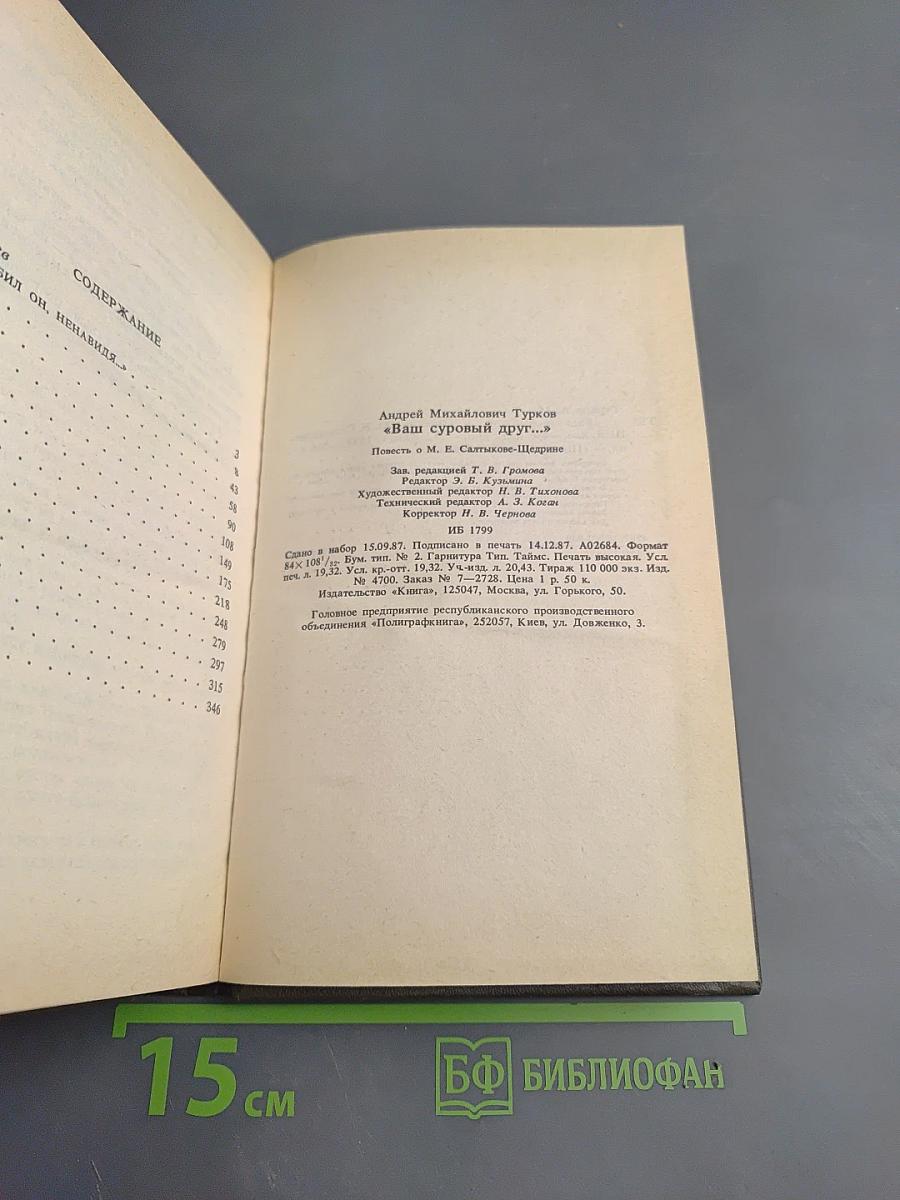 СОДЕРЖАНИЕ
БИЛ ОН, НЕНАВИДЯ...»
3
8
43
58
90
108
149
175
218
248
279
297
315
346
Андрей Михайлович Турков
«Ваш суровый друг...»
Повесть о М. Е. Салтыкове-Щедрине
Зав. редакцией Т. В. Громова
Редактор Э. Б. Кузьмина
Художественный редактор Н. В. Тихонова
Технический редактор А. З. Коган
Корректор Н. В. Чернова
ИБ 1799
Сдано в набор 15.09.87. Подписано в печать 14.12.87. А02684. Формат
84×108 1/32. Бум. тип. № 2. Гарнитура Тип. Таймс. Печать высокая. Усл.
печ. л. 19,32. Усл. кр.-отт. 19,32. Уч-изд. л. 20,43. Тираж 110 000 экз. Изд.
№ 4700. Заказ № 7—2728. Цена 1 р. 50 к.
Издательство «Книга», 125047, Москва, ул. Горького, 50.
Головное предприятие республиканского производственного
объединения «Полиграфкнига», 252057, Киев, ул. Довженко, 3.
15 см
БФ БИБЛИОФАН